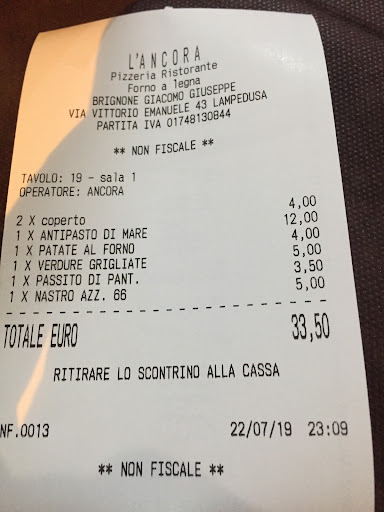 L'ANCORA
Pizzeria Ristorante
Forno a legna
BRIGNONE GIACOMO GIUSEPPE
VIA VITTORIO EMANUELE 43 LAMPEDUSA
PARTITA IVA 01748130844
** NON FISCALE **
TAVOLO: 19 - sala 1
OPERATORE: ANCORA
2 X coperto 4,00
1 X ANTIPASTO DI MARE 12,00
1 X PATATE AL FORNO 4,00
1 X VERDURE GRIGLIATE 5,00
1 X PASSITO DI PANT. 3,50
1 X NASTRO AZZ. 66 5,00
TOTALE EURO 33,50
RITIRARE LO SCONTRINO ALLA CASSA
NF.0013 22/07/19 23:09
** NON FISCALE **